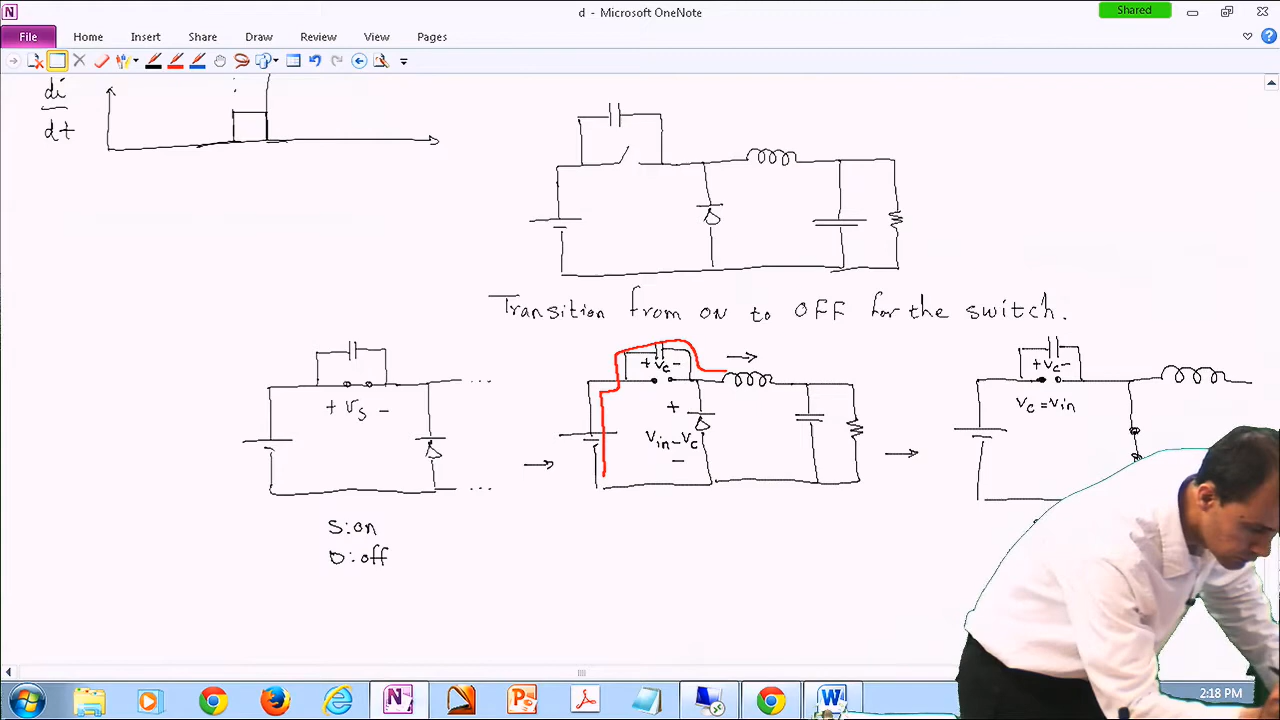 d - Microsoft OneNote
Shared
File Home Insert Share Draw Review View Pages
di
dt
Transition from on to OFF for the switch.
+ Vs -
S:on
D:off
+ Vc -
+
Vin - Vc
-
+ Vc -
Vc = Vin
2:18 PM